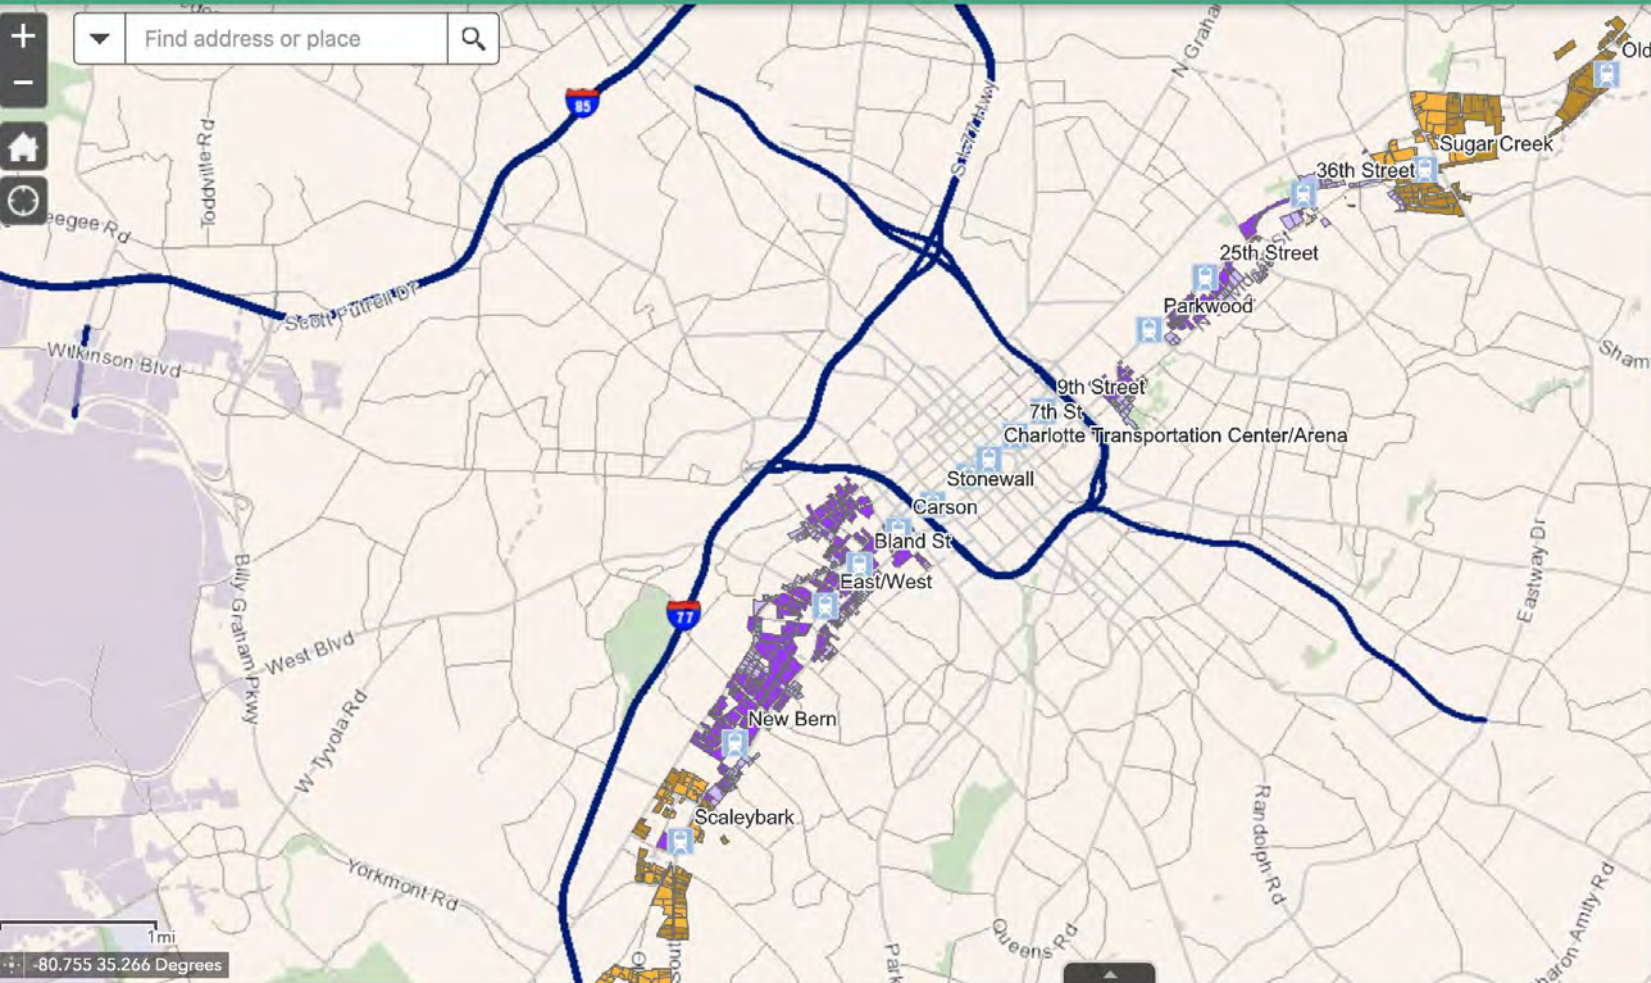 +
Find address or place
−
85
Toddville Rd
eegee Rd
N Graha
Old
Sugar Creek
36th Street
25th Street
Parkwood
Scott Futrell Dr
Wilkinson Blvd
Sham
9th Street
7th St
Charlotte Transportation Center/Arena
Stonewall
Carson
Bland St
East/West
77
Billy Graham Pkwy
West Blvd
W Tyvola Rd
Eastway Dr
New Bern
Scaleybark
Randolph Rd
Yorkmont Rd
Queens Rd
Park
haron Amity Rd
1mi
-80.755 35.266 Degrees